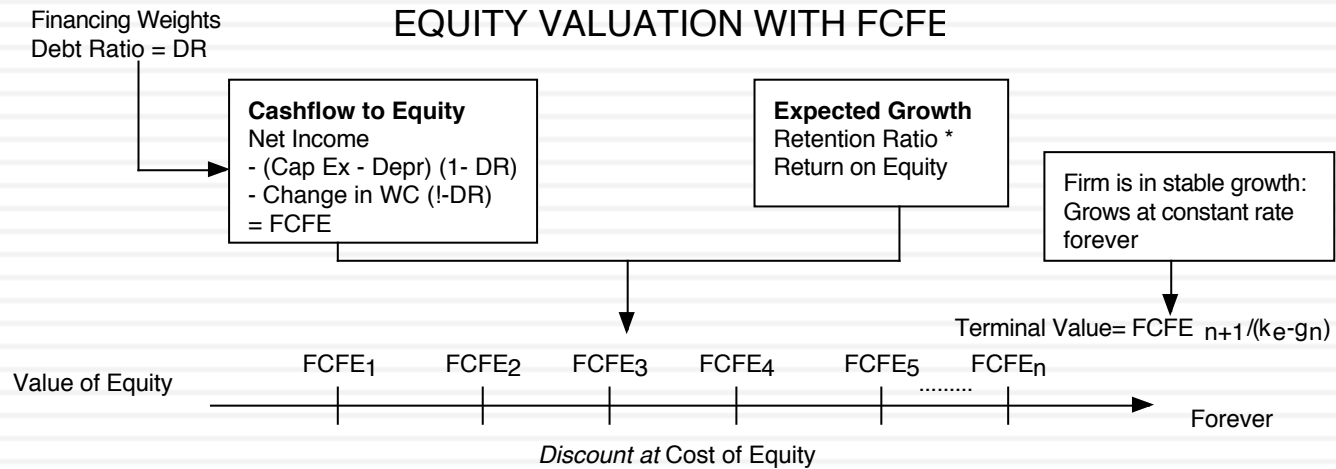 EQUITY VALUATION WITH FCFE
Financing Weights
Debt Ratio = DR
Cashflow to Equity
Net Income
- (Cap Ex - Depr) (1- DR)
- Change in WC (!-DR)
= FCFE
Expected Growth
Retention Ratio *
Return on Equity
Firm is in stable growth:
Grows at constant rate
forever
Terminal Value= FCFE n+1/(ke-gn)
FCFE1 FCFE2 FCFE3 FCFE4 FCFE5 FCFEn
.........
Value of Equity
Forever
Discount at Cost of Equity